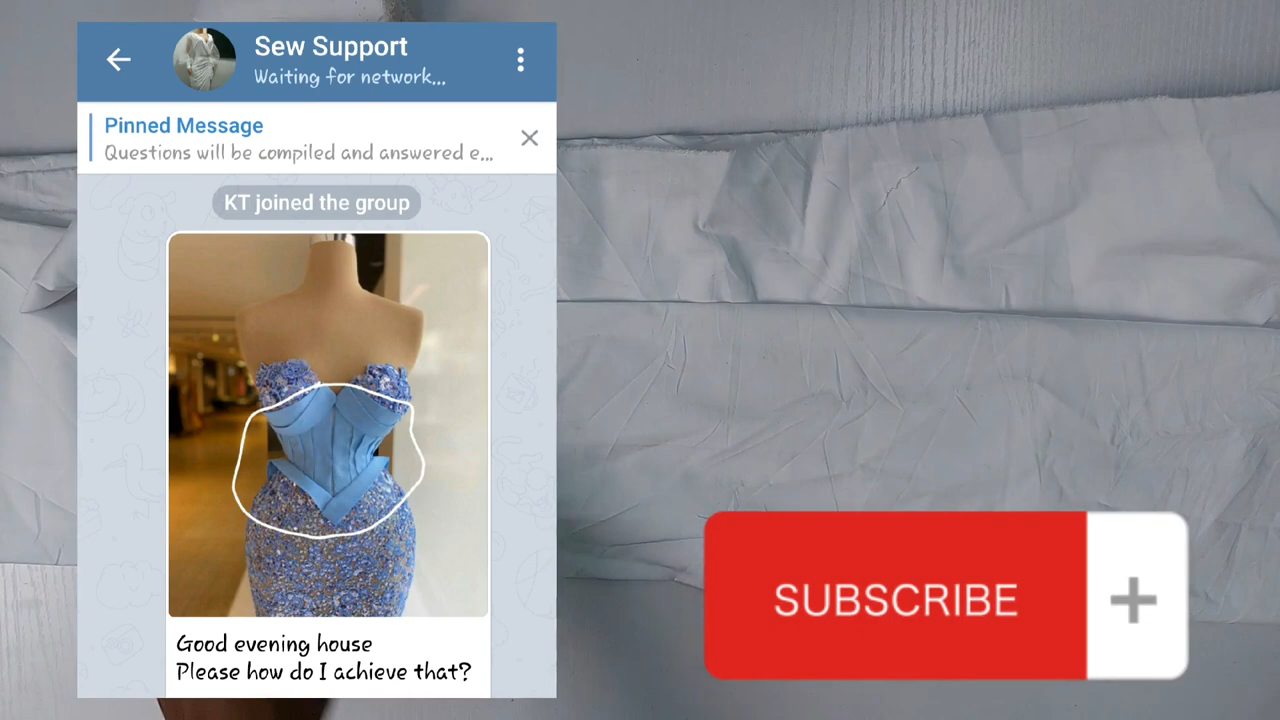 Sew Support
Waiting for network...
Pinned Message
Questions will be compiled and answered e...
KT joined the group
Good evening house
Please how do I achieve that?
SUBSCRIBE